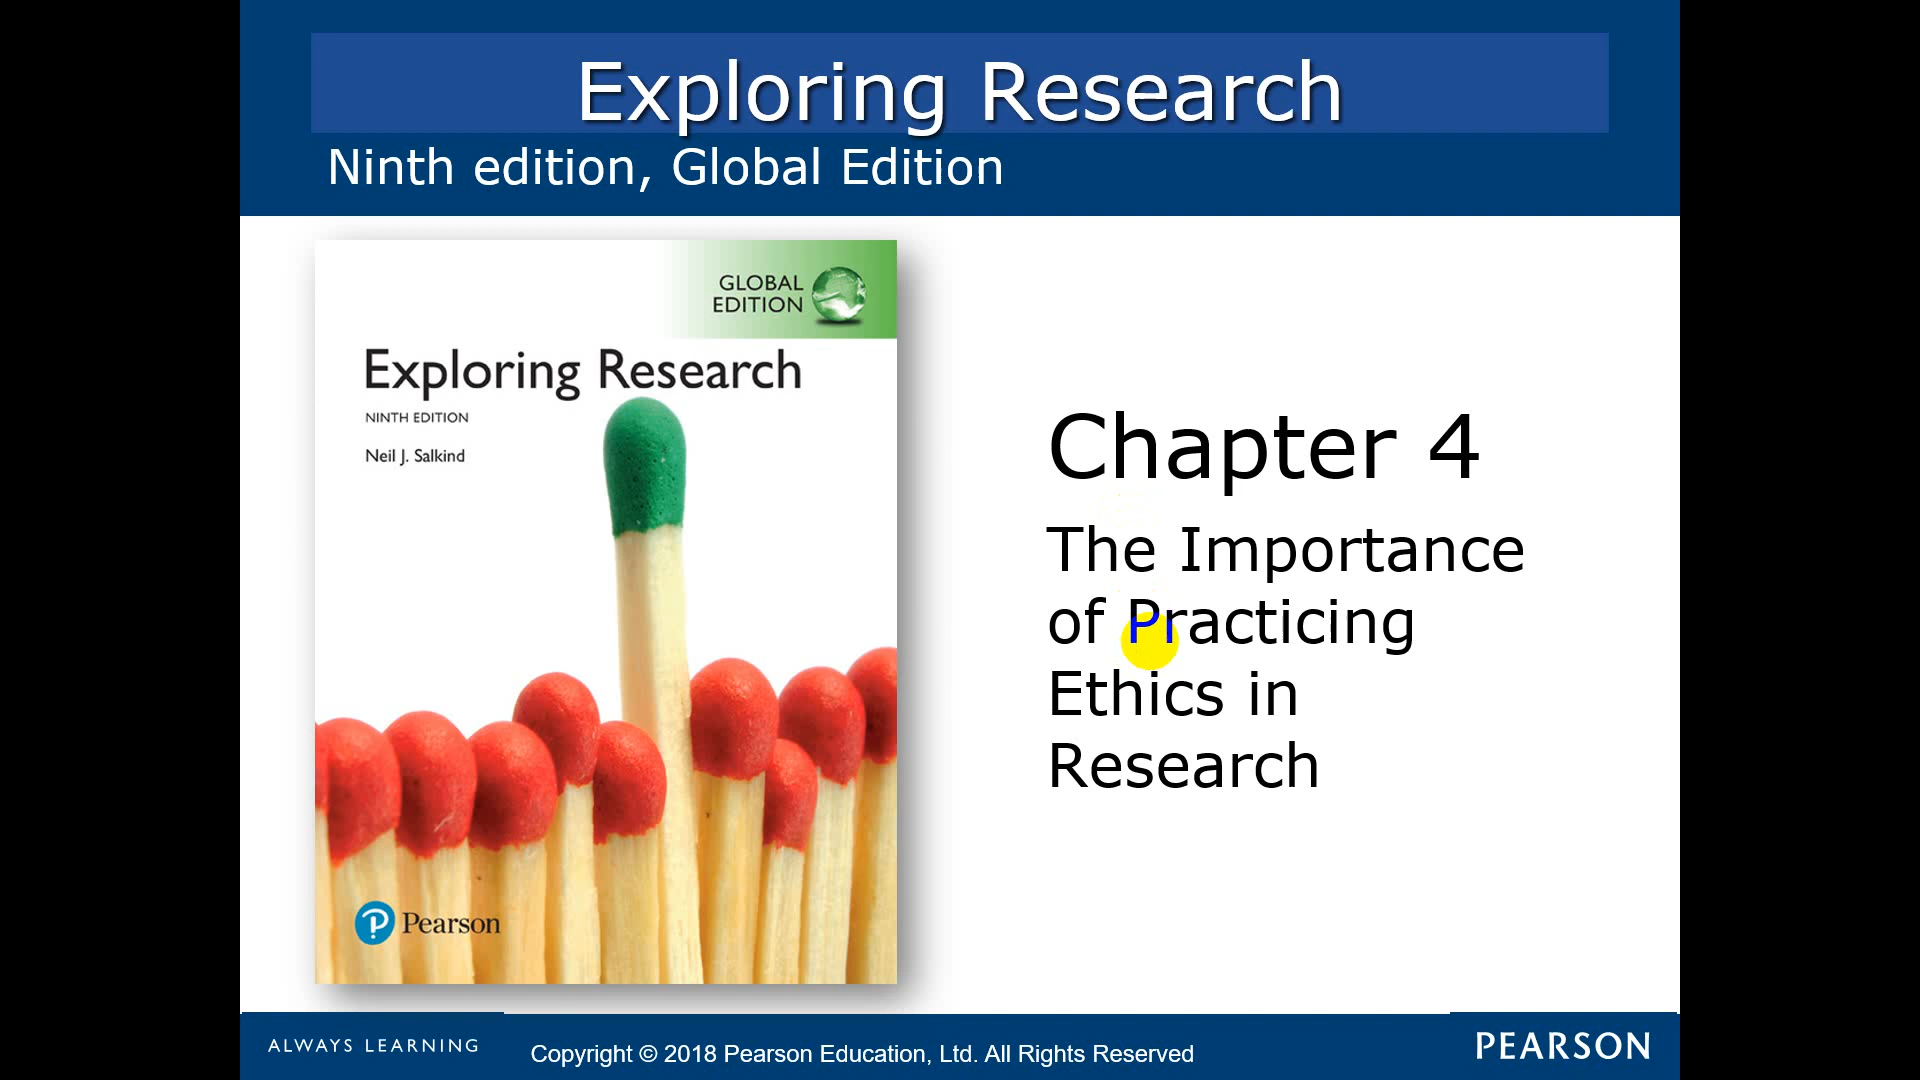 Exploring Research
Ninth edition, Global Edition
GLOBAL
EDITION
Exploring Research
NINTH EDITION
Neil J. Salkind
Pearson
Chapter 4
The Importance
of Practicing
Ethics in
Research
ALWAYS LEARNING
Copyright © 2018 Pearson Education, Ltd. All Rights Reserved
PEARSON